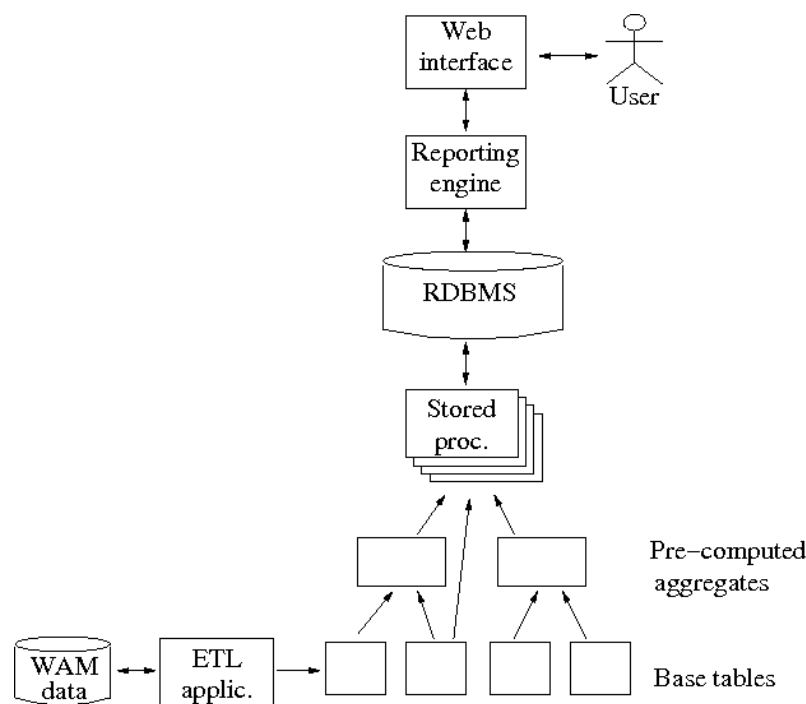 Web
interface
User
Reporting
engine
RDBMS
Stored
proc.
Pre-computed
aggregates
WAM
data
ETL
applic.
Base tables